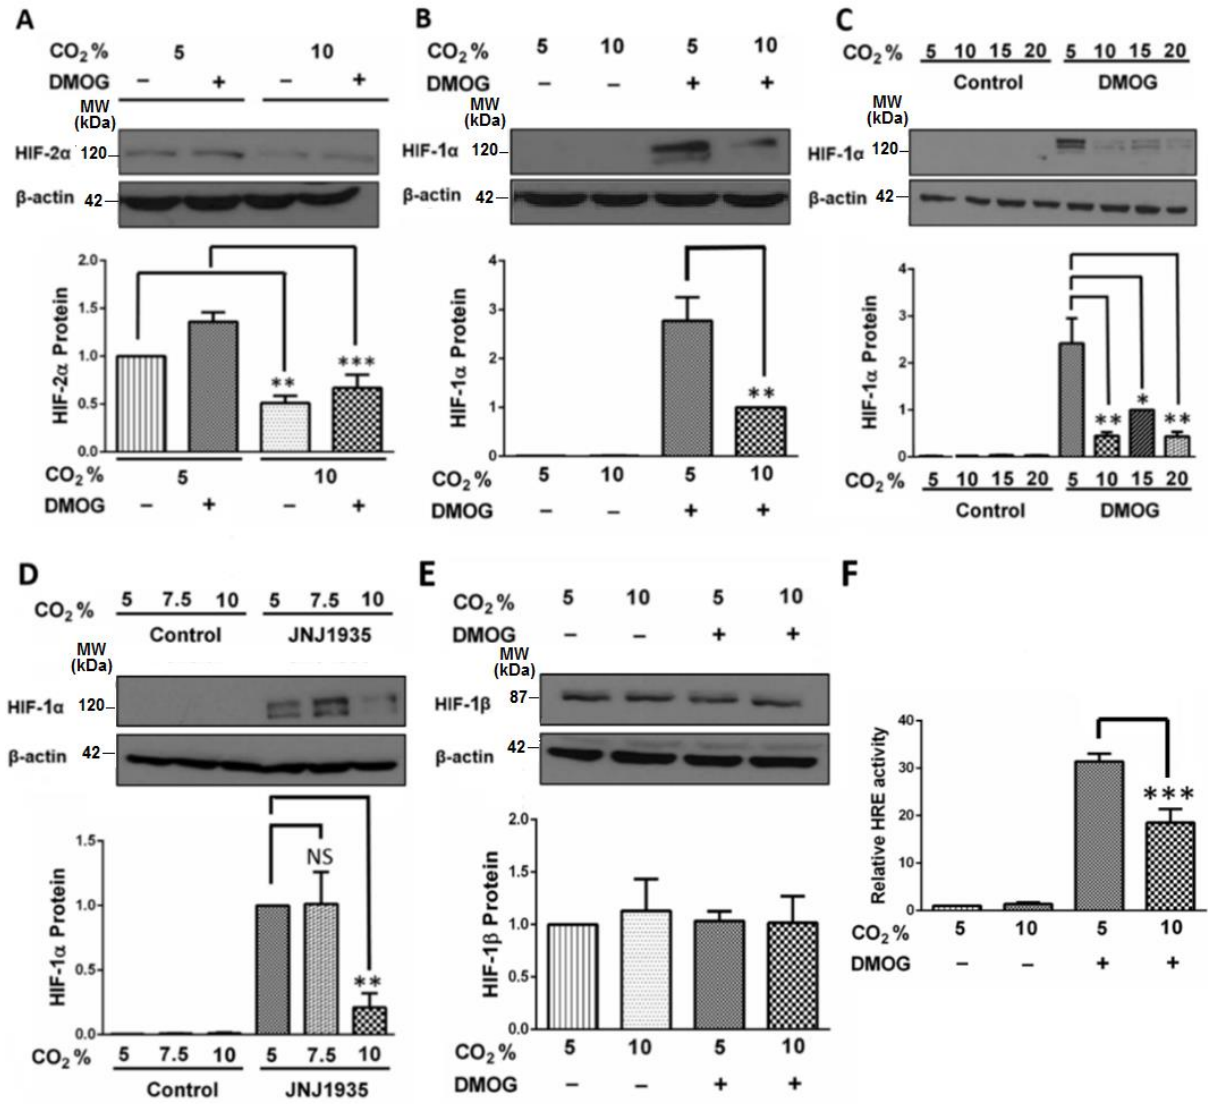 A
CO2 % 5 10
DMOG − + − +
MW
(kDa)
HIF-2α 120
β-actin 42
2.0
1.5
1.0
0.5
0.0
HIF-2α Protein
** ***
CO2 % 5 10
DMOG − + − +
B
CO2 % 5 10 5 10
DMOG − − + +
MW
(kDa)
HIF-1α 120
β-actin 42
4
3
2
1
0
HIF-1α Protein
**
CO2 % 5 10 5 10
DMOG − − + +
C
CO2 % 5 10 15 20 5 10 15 20
Control DMOG
MW
(kDa)
HIF-1α 120
β-actin 42
4
3
2
1
0
HIF-1α Protein
** * **
CO2 % 5 10 15 20 5 10 15 20
Control DMOG
D
CO2 % 5 7.5 10 5 7.5 10
Control JNJ1935
MW
(kDa)
HIF-1α 120
β-actin 42
1.5
1.0
0.5
0.0
HIF-1α Protein
NS
**
CO2 % 5 7.5 10 5 7.5 10
Control JNJ1935
E
CO2 % 5 10 5 10
DMOG − − + +
MW
(kDa)
HIF-1β 87
β-actin 42
2.0
1.5
1.0
0.5
0.0
HIF-1β Protein
CO2 % 5 10 5 10
DMOG − − + +
F
40
30
20
10
0
Relative HRE activity
***
CO2 % 5 10 5 10
DMOG − − + +